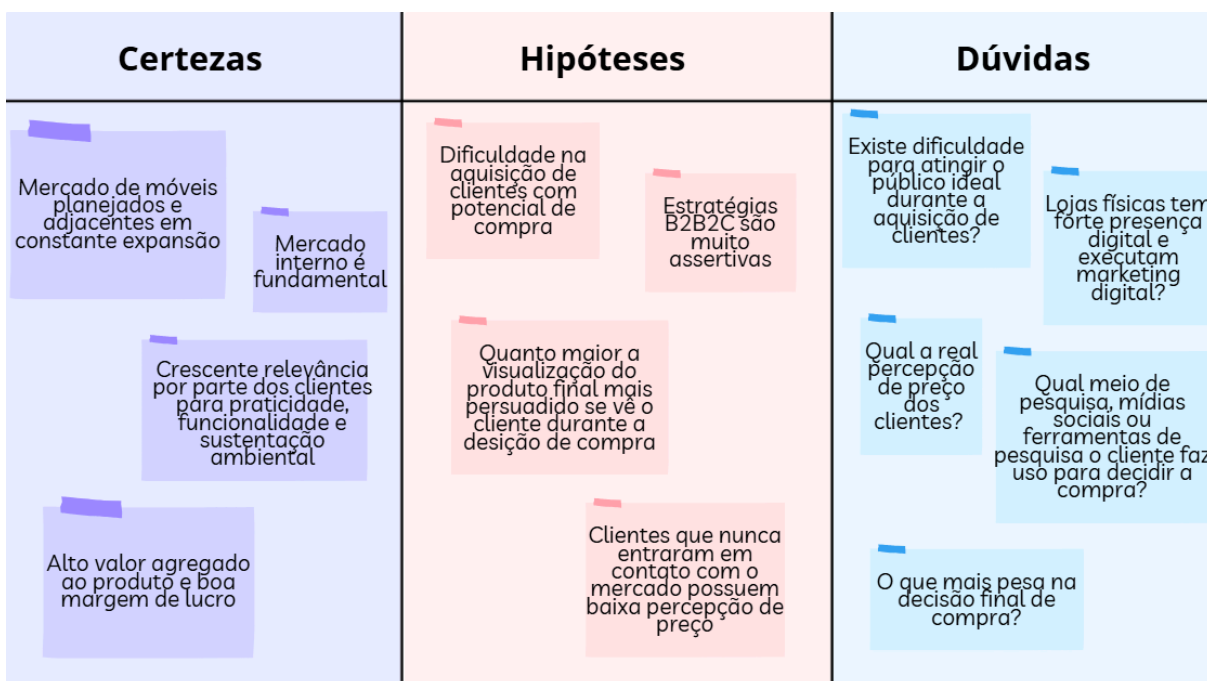 Certezas
Mercado de móveis
planejados e
adjacentes em
constante expansão
Mercado
interno é
fundamental
Crescente relevância
por parte dos clientes
para praticidade,
funcionalidade e
sustentação
ambiental
Alto valor agregado
ao produto e boa
margem de lucro
Hipóteses
Dificuldade na
aquisição de
clientes com
potencial de
compra
Estratégias
B2B2C são
muito
assertivas
Quanto maior a
visualização do
produto final mais
persuadido se vê o
cliente durante a
desição de compra
Clientes que nunca
entraram em
contato com o
mercado possuem
baixa percepção de
preço
Dúvidas
Existe dificuldade
para atingir o
público ideal
durante a
aquisição de
clientes?
Lojas físicas tem
forte presença
digital e
executam
marketing
digital?
Qual a real
percepção
de preço
dos
clientes?
Qual meio de
pesquisa, mídias
sociais ou
ferramentas de
pesquisa o cliente faz
uso para decidir a
compra?
O que mais pesa na
decisão final de
compra?